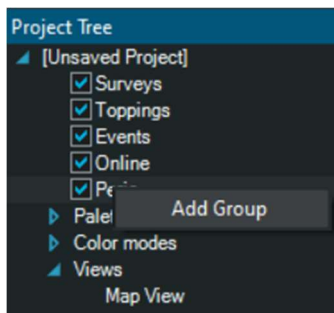 Project Tree
[Unsaved Project]
Surveys
Toppings
Events
Online
Add Group
Color modes
Views
Map View